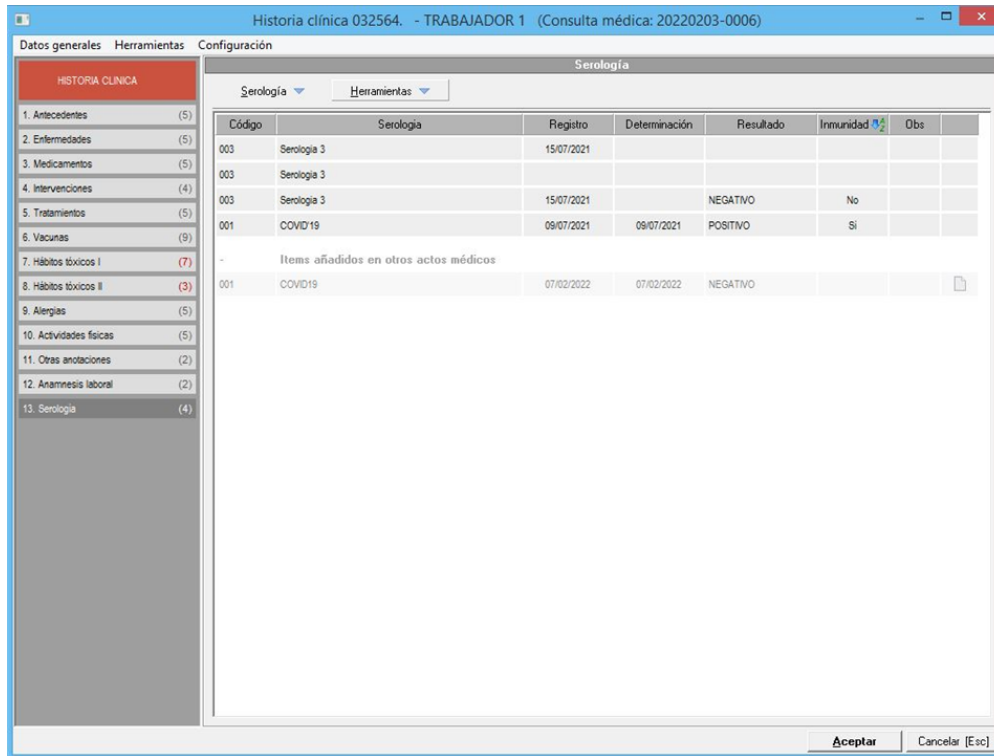 Historia clínica 032564. - TRABAJADOR 1 (Consulta médica: 20220203-0006)
Datos generales Herramientas Configuración
HISTORIA CLINICA
1. Antecedentes (5)
2. Enfermedades (5)
3. Medicamentos (5)
4. Intervenciones (4)
5. Tratamientos (5)
6. Vacunas (9)
7. Hábitos tóxicos I (7)
8. Hábitos tóxicos II (3)
9. Alergias (5)
10. Actividades físicas (5)
11. Otras anotaciones (2)
12. Anamnesis laboral (2)
13. Serología (4)
Serología
Serología Herramientas
Código Serologia Registro Determinación Resultado Inmunidad Obs
003 Serologia 3 15/07/2021
003 Serologia 3
003 Serologia 3 15/07/2021 NEGATIVO No
001 COVID'19 09/07/2021 09/07/2021 POSITIVO Si
- Items añadidos en otros actos médicos
001 COVID19 07/02/2022 07/02/2022 NEGATIVO
Aceptar Cancelar [Esc]